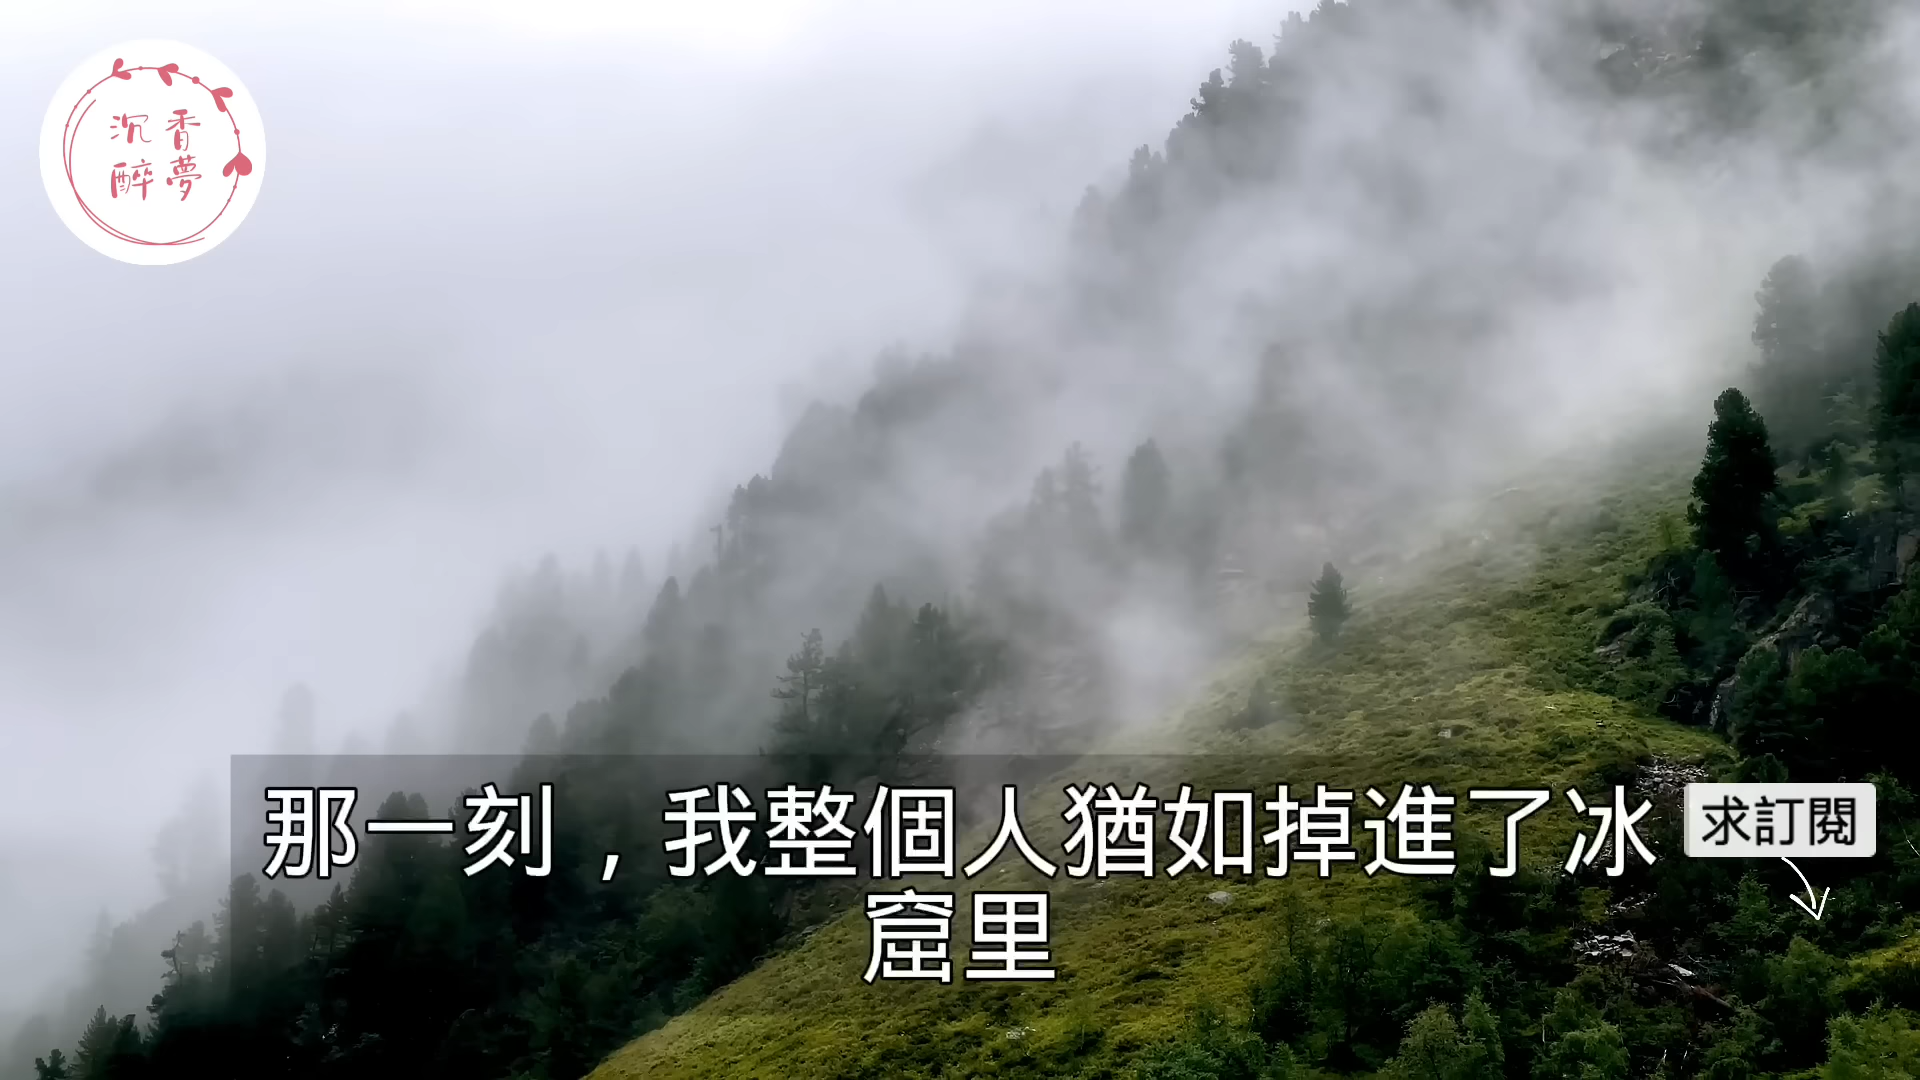 沉香
醉夢
那一刻，我整個人猶如掉進了冰
窟里
求訂閱